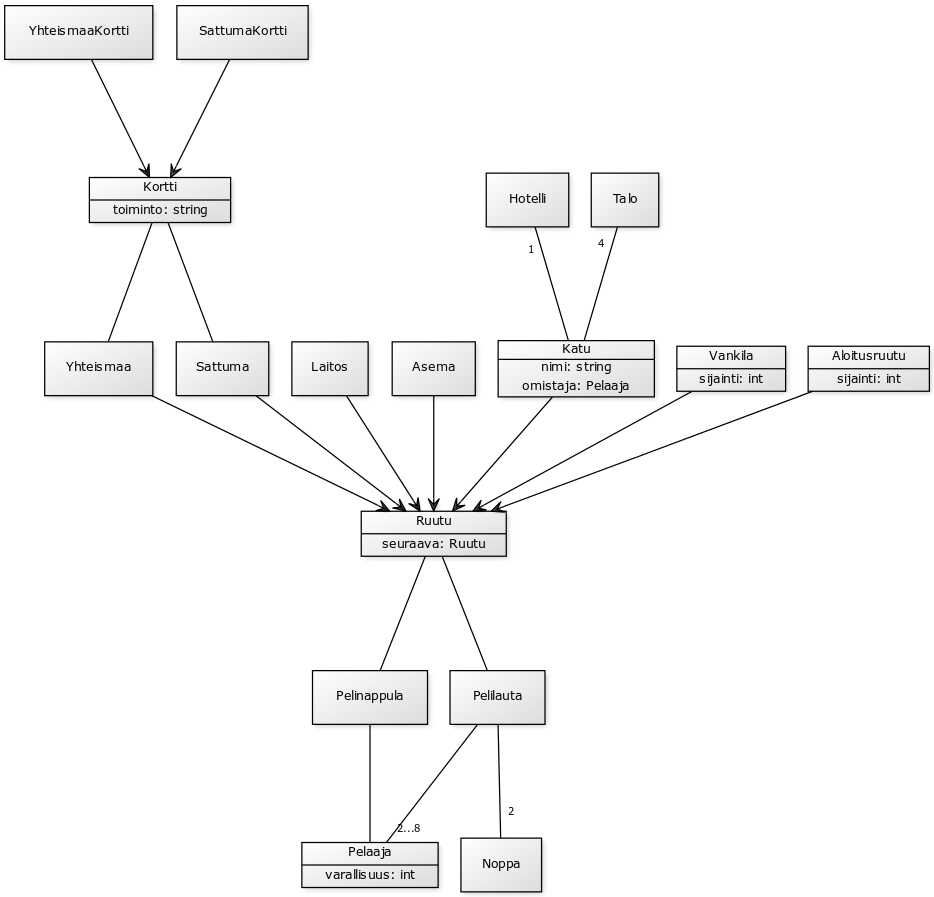 YhteismaaKortti
SattumaKortti
Kortti
toiminto: string
Hotelli
Talo
1
4
Yhteismaa
Sattuma
Laitos
Asema
Katu
nimi: string
omistaja: Pelaaja
Vankila
sijainti: int
Aloitusruutu
sijainti: int
Ruutu
seuraava: Ruutu
Pelinappula
Pelilauta
2...8
2
Pelaaja
varallisuus: int
Noppa